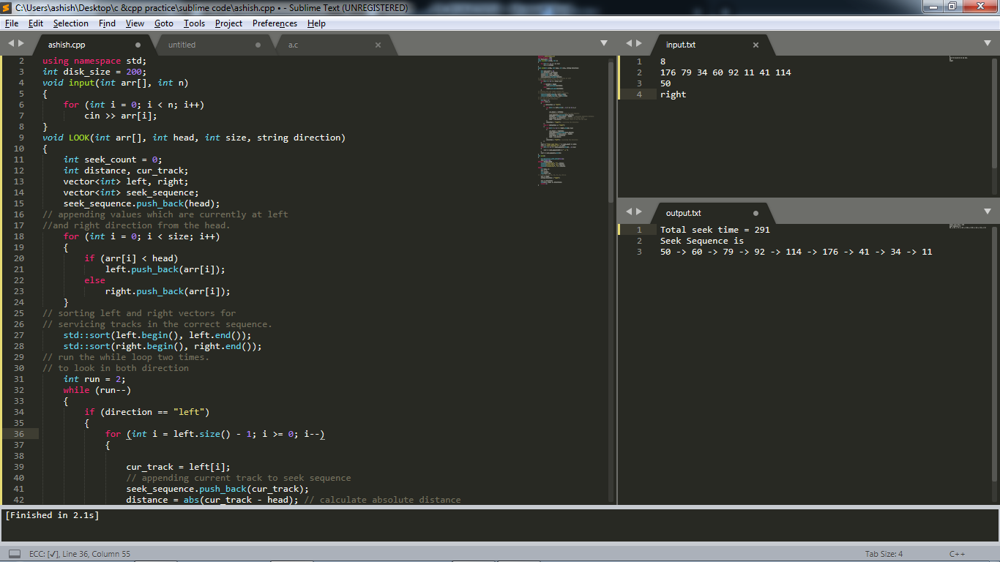 C:\Users\ashish\Desktop\c &cpp practice\sublime code\ashish.cpp • - Sublime Text (UNREGISTERED)
File Edit Selection Find View Goto Tools Project Preferences Help
ashish.cpp untitled a.c
2 using namespace std;
3 int disk_size = 200;
4 void input(int arr[], int n)
5 {
6 for (int i = 0; i < n; i++)
7 cin >> arr[i];
8 }
9 void LOOK(int arr[], int head, int size, string direction)
10 {
11 int seek_count = 0;
12 int distance, cur_track;
13 vector<int> left, right;
14 vector<int> seek_sequence;
15 seek_sequence.push_back(head);
16 // appending values which are currently at left
17 //and right direction from the head.
18 for (int i = 0; i < size; i++)
19 {
20 if (arr[i] < head)
21 left.push_back(arr[i]);
22 else
23 right.push_back(arr[i]);
24 }
25 // sorting left and right vectors for
26 // servicing tracks in the correct sequence.
27 std::sort(left.begin(), left.end());
28 std::sort(right.begin(), right.end());
29 // run the while loop two times.
30 // to look in both direction
31 int run = 2;
32 while (run--)
33 {
34 if (direction == "left")
35 {
36 for (int i = left.size() - 1; i >= 0; i--)
37 {
38
39 cur_track = left[i];
40 // appending current track to seek sequence
41 seek_sequence.push_back(cur_track);
42 distance = abs(cur_track - head); // calculate absolute distance
input.txt
1 8
2 176 79 34 60 92 11 41 114
3 50
4 right
output.txt
1 Total seek time = 291
2 Seek Sequence is
3 50 -> 60 -> 79 -> 92 -> 114 -> 176 -> 41 -> 34 -> 11
[Finished in 2.1s]
ECC: [✓], Line 36, Column 55 Tab Size: 4 C++